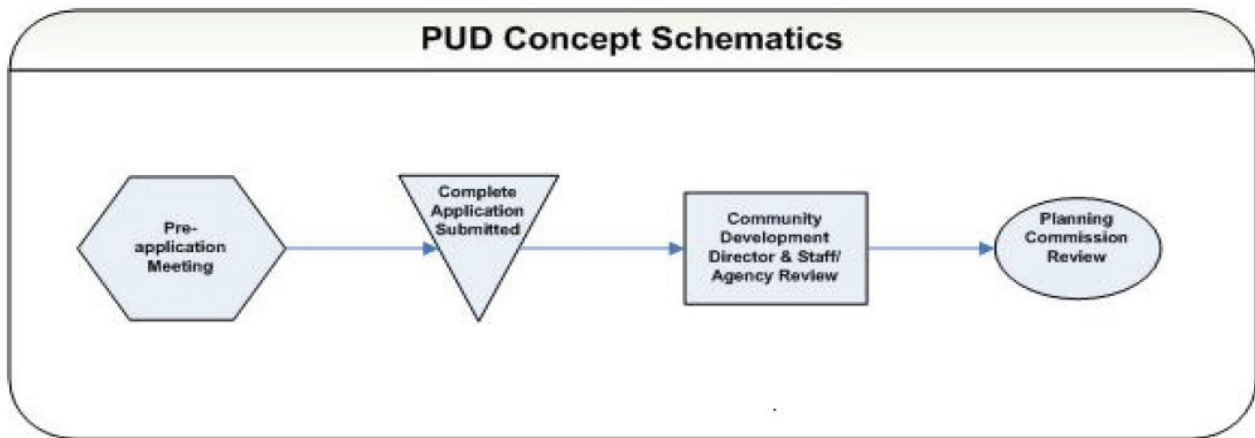 PUD Concept Schematics
Pre-
application
Meeting
Complete
Application
Submitted
Community
Development
Director & Staff/
Agency Review
Planning
Commission
Review